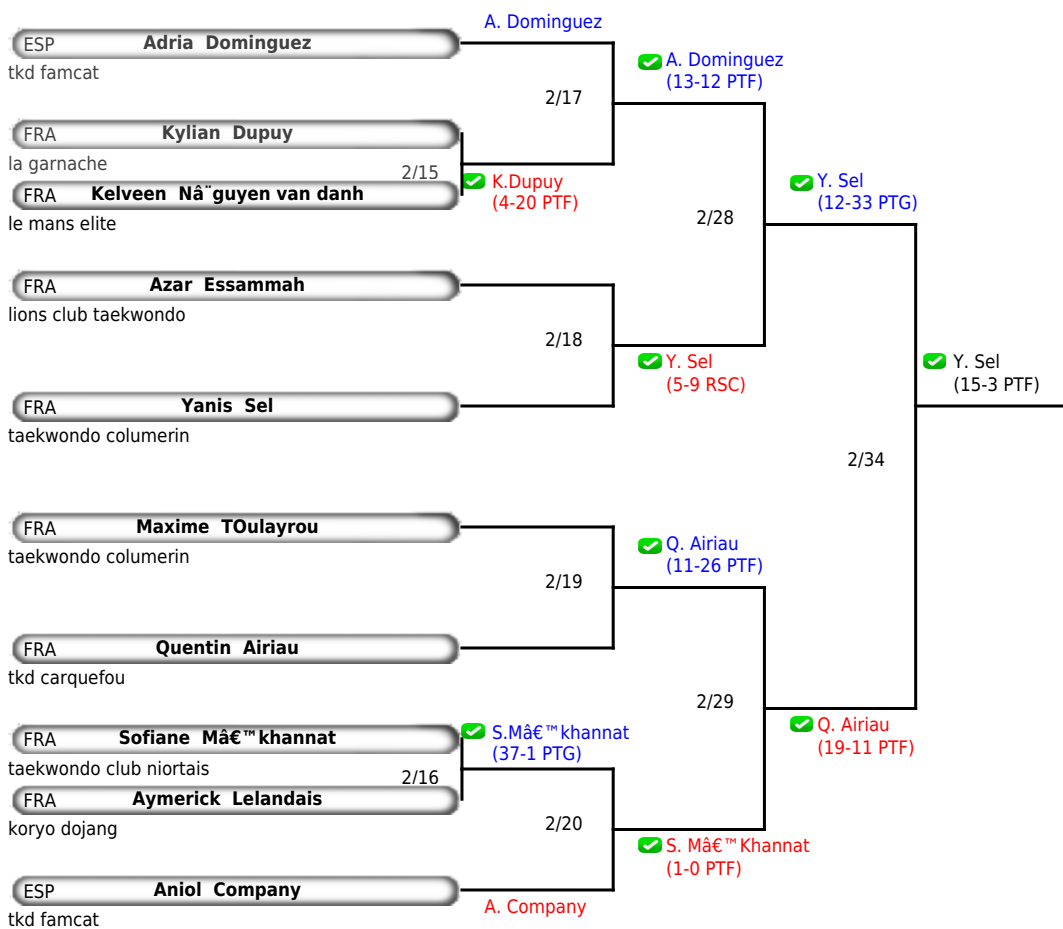 A. Dominguez
ESP Adria Dominguez
tkd famcat
A. Dominguez
(13-12 PTF)
2/17
FRA Kylian Dupuy
la garnache
2/15
K.Dupuy
(4-20 PTF)
FRA Kelveen Nâ¨guyen van danh
le mans elite
Y. Sel
(12-33 PTG)
2/28
FRA Azar Essammah
lions club taekwondo
2/18
Y. Sel
(5-9 RSC)
Y. Sel
(15-3 PTF)
FRA Yanis Sel
taekwondo columerin
2/34
FRA Maxime TOulayrou
taekwondo columerin
Q. Airiau
(11-26 PTF)
2/19
FRA Quentin Airiau
tkd carquefou
2/29
Q. Airiau
(19-11 PTF)
FRA Sofiane Mâ€™khannat
S.Mâ€™khannat
(37-1 PTG)
taekwondo club niortais
2/16
FRA Aymerick Lelandais
koryo dojang
2/20
S. Mâ€™Khannat
(1-0 PTF)
ESP Aniol Company
A. Company
tkd famcat